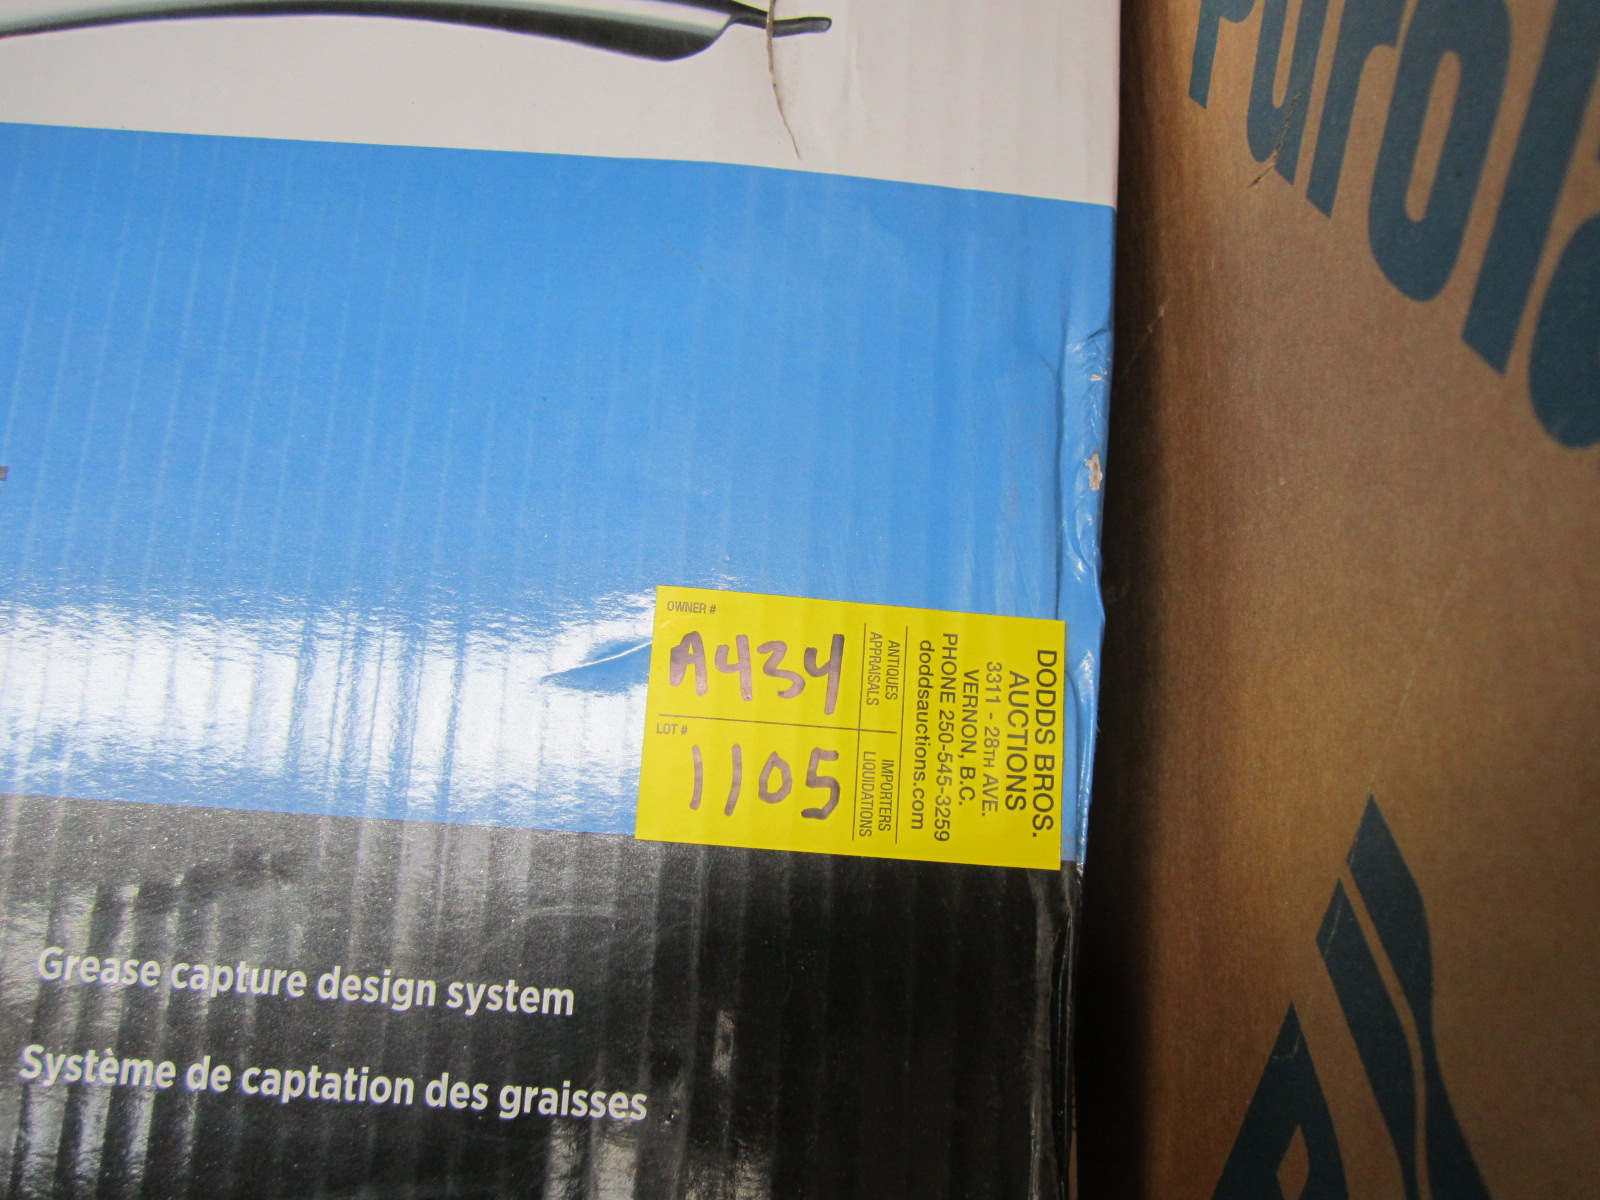 OWNER #
A434
LOT #
1105
ANTIQUES
APPRAISALS
IMPORTERS
LIQUIDATIONS
DODDS BROS.
AUCTIONS
3311 - 28TH AVE.
VERNON, B.C.
PHONE 250-545-3259
doddsauctions.com
Grease capture design system
Système de captation des graisses